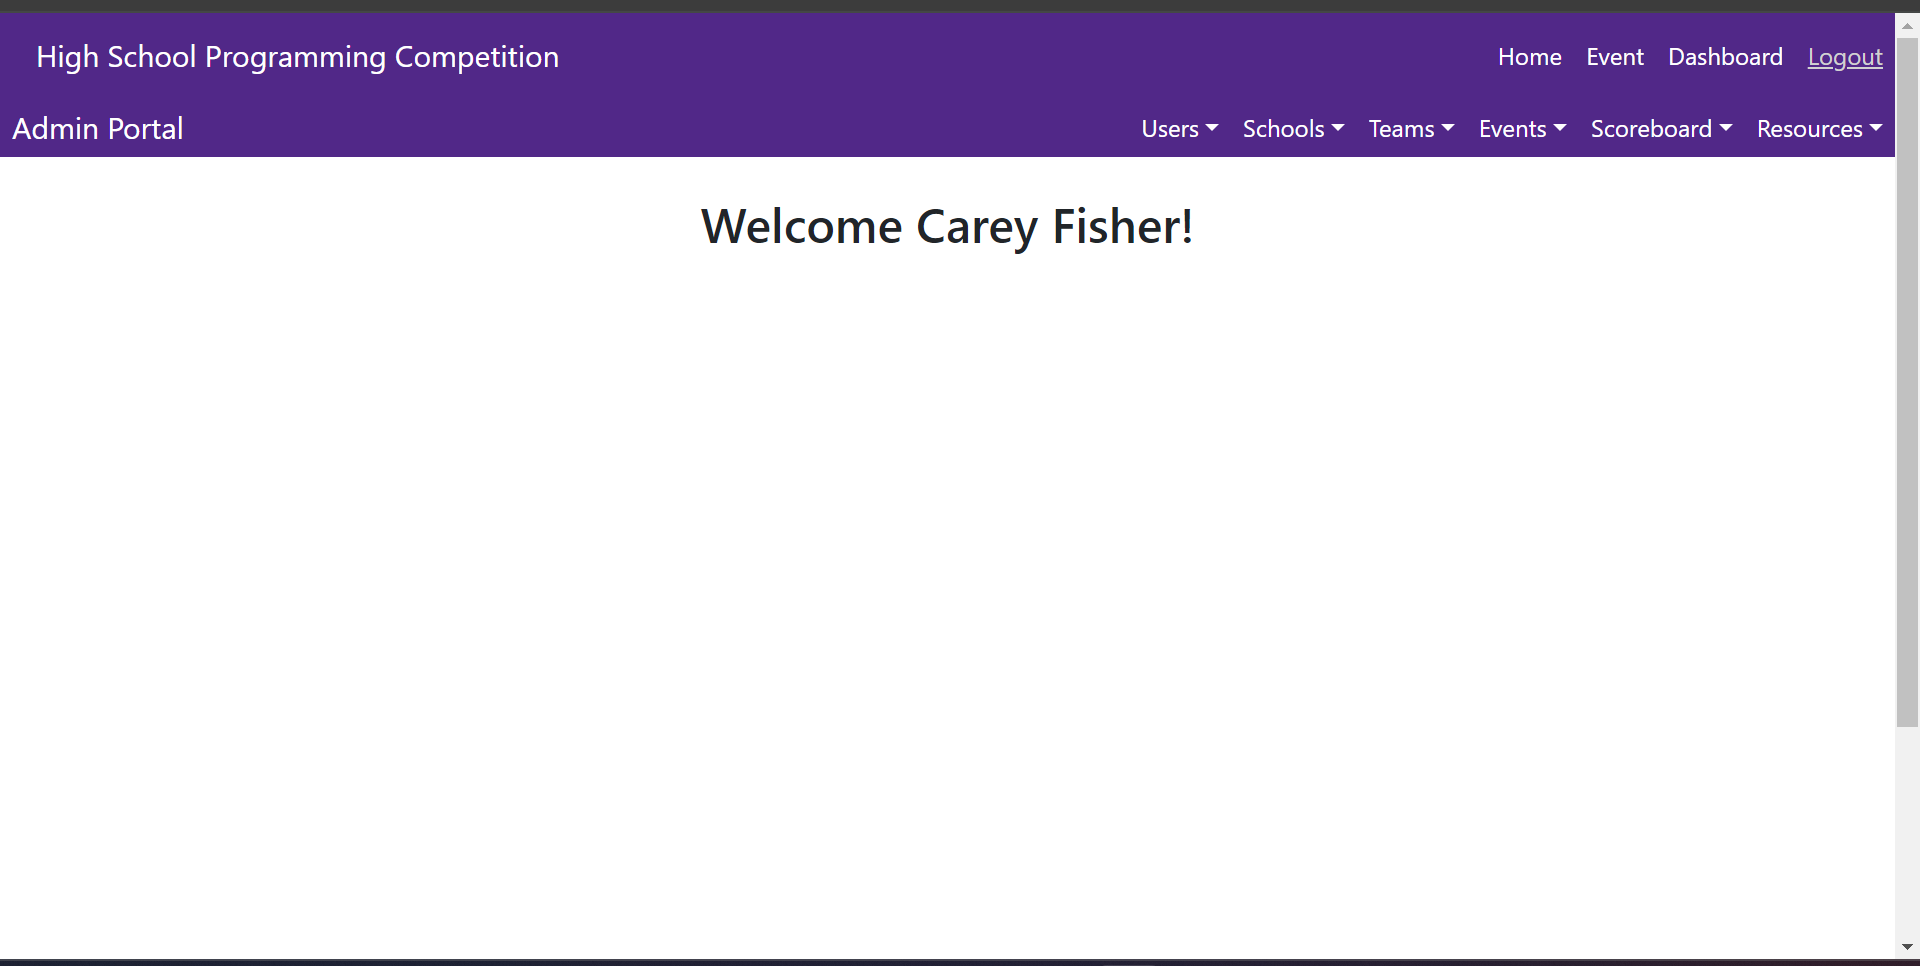 High School Programming Competition Home Event Dashboard Logout
Admin Portal Users Schools Teams Events Scoreboard Resources
Welcome Carey Fisher!